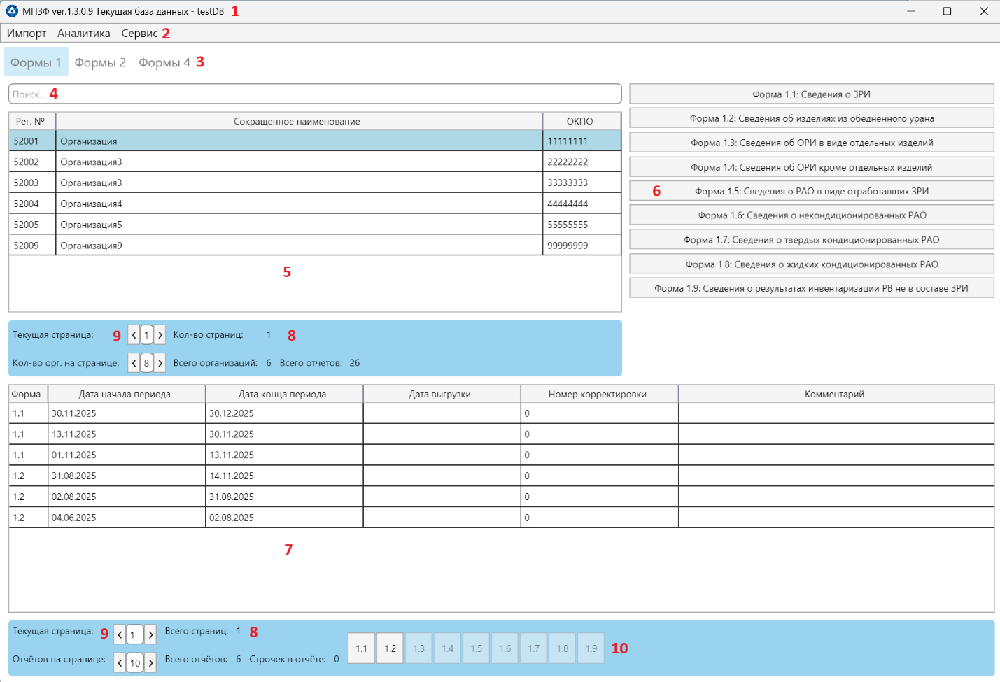 МПЗФ ver.1.3.0.9 Текущая база данных - testDB 1
Импорт Аналитика Сервис 2
Формы 1 Формы 2 Формы 4 3
Поиск... 4
Рег. № Сокращенное наименование ОКПО
52001 Организация 11111111
52002 Организация3 22222222
52003 Организация3 33333333
52004 Организация4 44444444
52005 Организация5 55555555
52009 Организация9 99999999
5
Форма 1.1: Сведения о ЗРИ
Форма 1.2: Сведения об изделиях из обедненного урана
Форма 1.3: Сведения об ОРИ в виде отдельных изделий
Форма 1.4: Сведения об ОРИ кроме отдельных изделий
6 Форма 1.5: Сведения о РАО в виде отработавших ЗРИ
Форма 1.6: Сведения о некондиционированных РАО
Форма 1.7: Сведения о твердых кондиционированных РАО
Форма 1.8: Сведения о жидких кондиционированных РАО
Форма 1.9: Сведения о результатах инвентаризации РВ не в составе ЗРИ
Текущая страница: 9 < 1 > Кол-во страниц: 1 8
Кол-во орг. на странице: < 8 > Всего организаций: 6 Всего отчетов: 26
Форма Дата начала периода Дата конца периода Дата выгрузки Номер корректировки Комментарий
1.1 30.11.2025 30.12.2025 0
1.1 13.11.2025 30.11.2025 0
1.1 01.11.2025 13.11.2025 0
1.2 31.08.2025 14.11.2025 0
1.2 02.08.2025 31.08.2025 0
1.2 04.06.2025 02.08.2025 0
7
Текущая страница: 9 < 1 > Всего страниц: 1 8
Отчётов на странице: < 10 > Всего отчётов: 6 Строчек в отчёте: 0
1.1 1.2 1.3 1.4 1.5 1.6 1.7 1.8 1.9 10